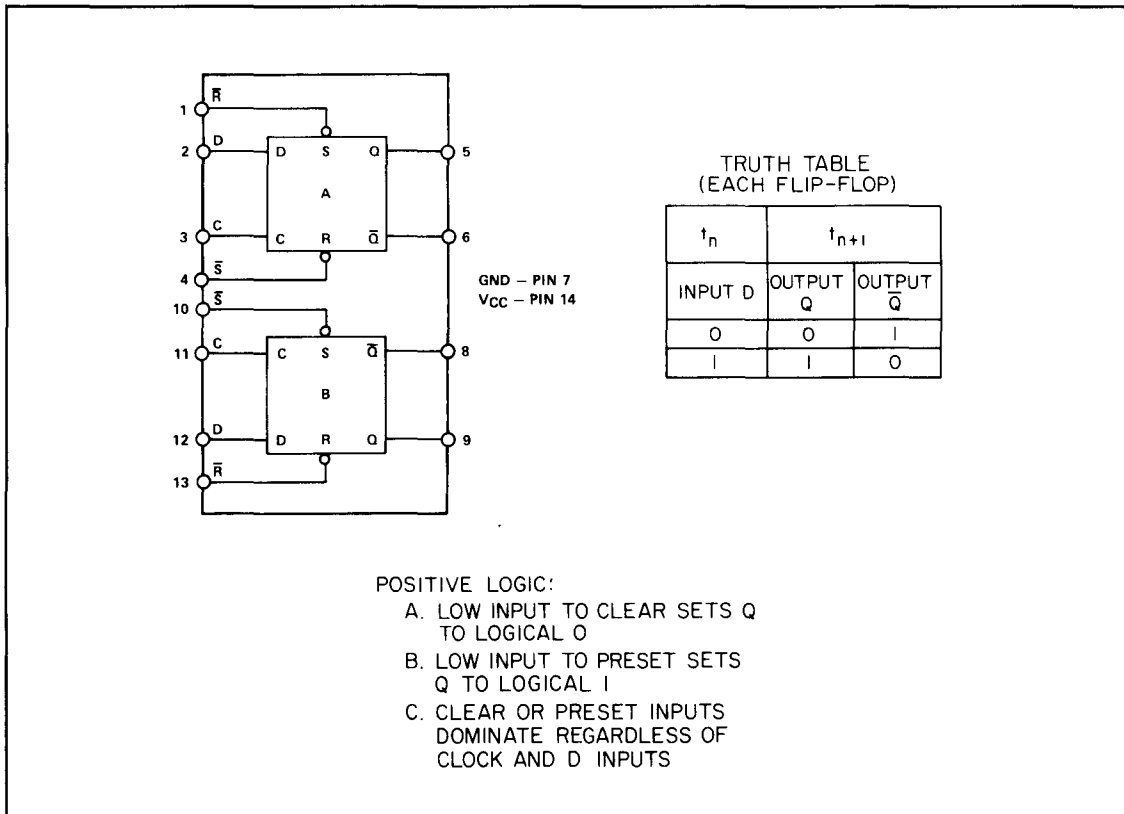 1 R̅
2 D
3 C
4 S̅
10 S̅
11 C
12 D
13 R̅
D S Q
A
C R Q̅
C S Q̅
B
D R Q
5
6
8
9
GND – PIN 7
VCC – PIN 14
TRUTH TABLE
(EACH FLIP-FLOP)
tn tn+1
INPUT D OUTPUT Q OUTPUT Q̅
0 0 1
1 1 0
POSITIVE LOGIC:
A. LOW INPUT TO CLEAR SETS Q
TO LOGICAL 0
B. LOW INPUT TO PRESET SETS
Q TO LOGICAL 1
C. CLEAR OR PRESET INPUTS
DOMINATE REGARDLESS OF
CLOCK AND D INPUTS